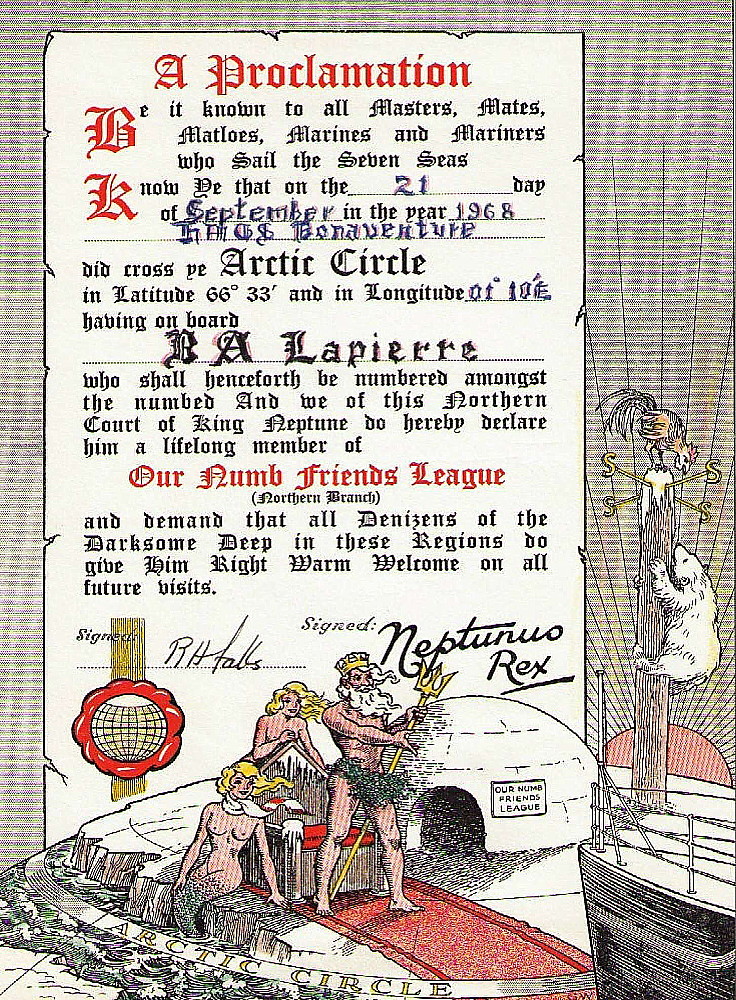 A Proclamation
Be it known to all Masters, Mates,
Matloes, Marines and Mariners
who Sail the Seven Seas
Know Ye that on the 21 day
of September in the year 1968
HMCS Bonaventure
did cross ye Arctic Circle
in Latitude 66° 33′ and in Longitude 01° 10′E
having on board
B A Lapierre
who shall henceforth be numbered amongst
the numbed And we of this Northern
Court of King Neptune do hereby declare
him a lifelong member of
Our Numb Friends League
(Northern Branch)
and demand that all Denizens of the
Darksome Deep in these Regions do
give Him Right Warm Welcome on all
future visits.
Signed: RH Falls
Signed: Neptunus
Rex
S S
S S
OUR NUMB
FRIENDS
LEAGUE
ARCTIC CIRCLE